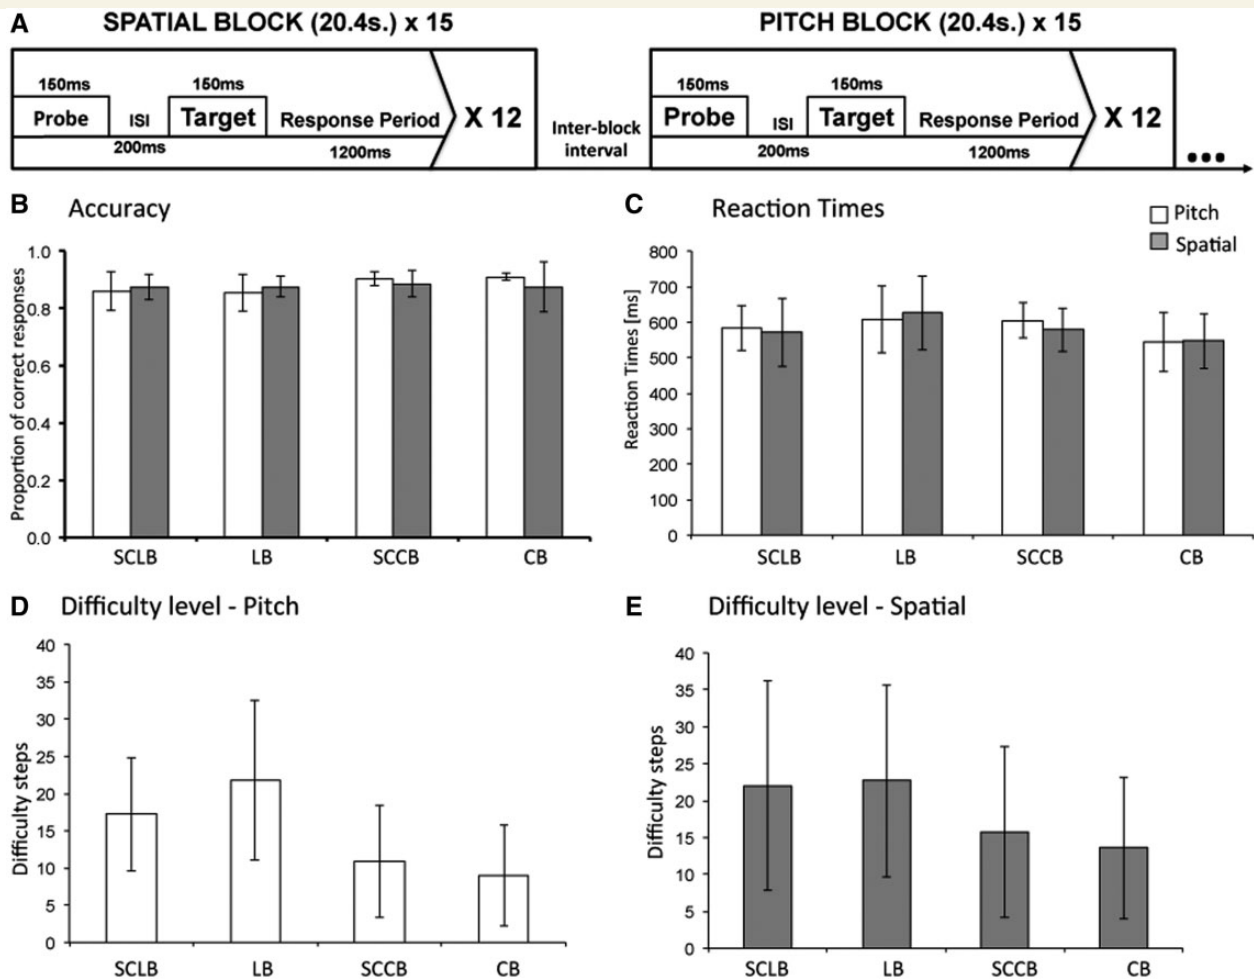 A
SPATIAL BLOCK (20.4s.) x 15
PITCH BLOCK (20.4s.) x 15
150ms
150ms
Probe
ISI
Target
Response Period
X 12
200ms
1200ms
Inter-block
interval
150ms
150ms
Probe
ISI
Target
Response Period
X 12
200ms
1200ms
...
B Accuracy
Proportion of correct responses
1.0
0.8
0.6
0.4
0.2
0.0
SCLB LB SCCB CB
C Reaction Times
Pitch
Spatial
Reaction Times [ms]
800
700
600
500
400
300
200
100
0
SCLB LB SCCB CB
D Difficulty level - Pitch
Difficulty steps
40
35
30
25
20
15
10
5
0
SCLB LB SCCB CB
E Difficulty level - Spatial
Difficulty steps
40
35
30
25
20
15
10
5
0
SCLB LB SCCB CB